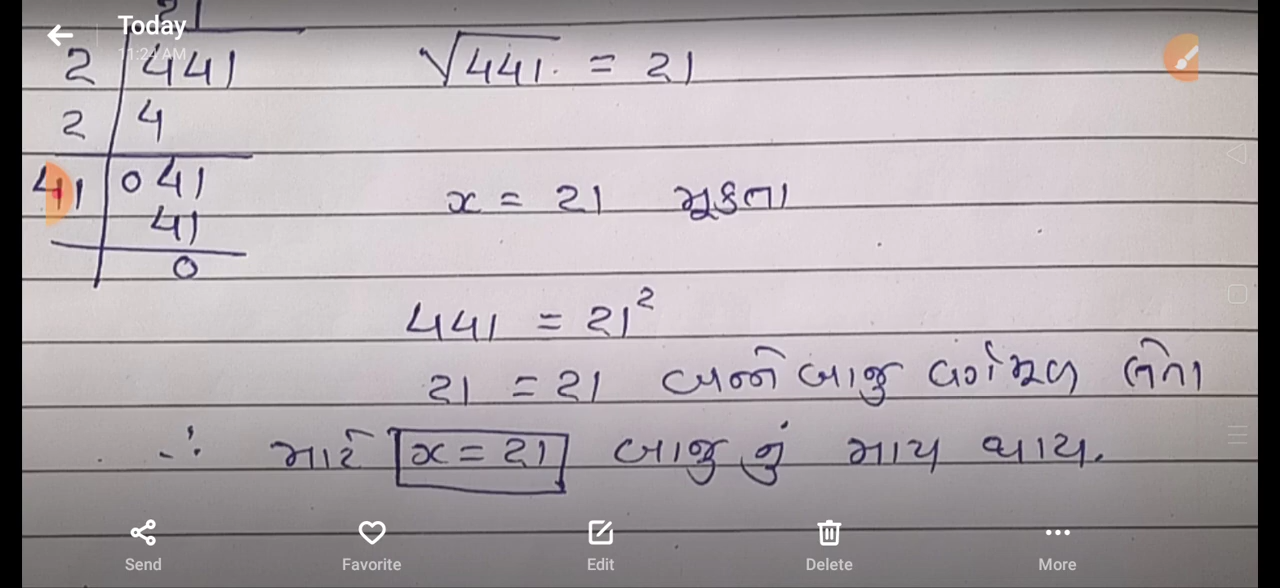 Today
11:24 AM
21
2 441 √441 = 21
2 4
41 041 x = 21 મૂકતા
41
0
441 = 21²
21 = 21 બન્ને બાજુ વર્ગમૂળ લેતા
∴ માટે x = 21 બાજુ નું માપ થાય.
Send Favorite Edit Delete More